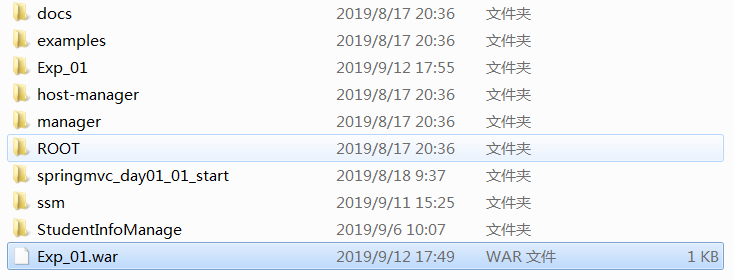 docs 2019/8/17 20:36 文件夹
examples 2019/8/17 20:36 文件夹
Exp_01 2019/9/12 17:55 文件夹
host-manager 2019/8/17 20:36 文件夹
manager 2019/8/17 20:36 文件夹
ROOT 2019/8/17 20:36 文件夹
springmvc_day01_01_start 2019/8/18 9:37 文件夹
ssm 2019/9/11 15:25 文件夹
StudentInfoManage 2019/9/6 10:07 文件夹
Exp_01.war 2019/9/12 17:49 WAR 文件 1 KB